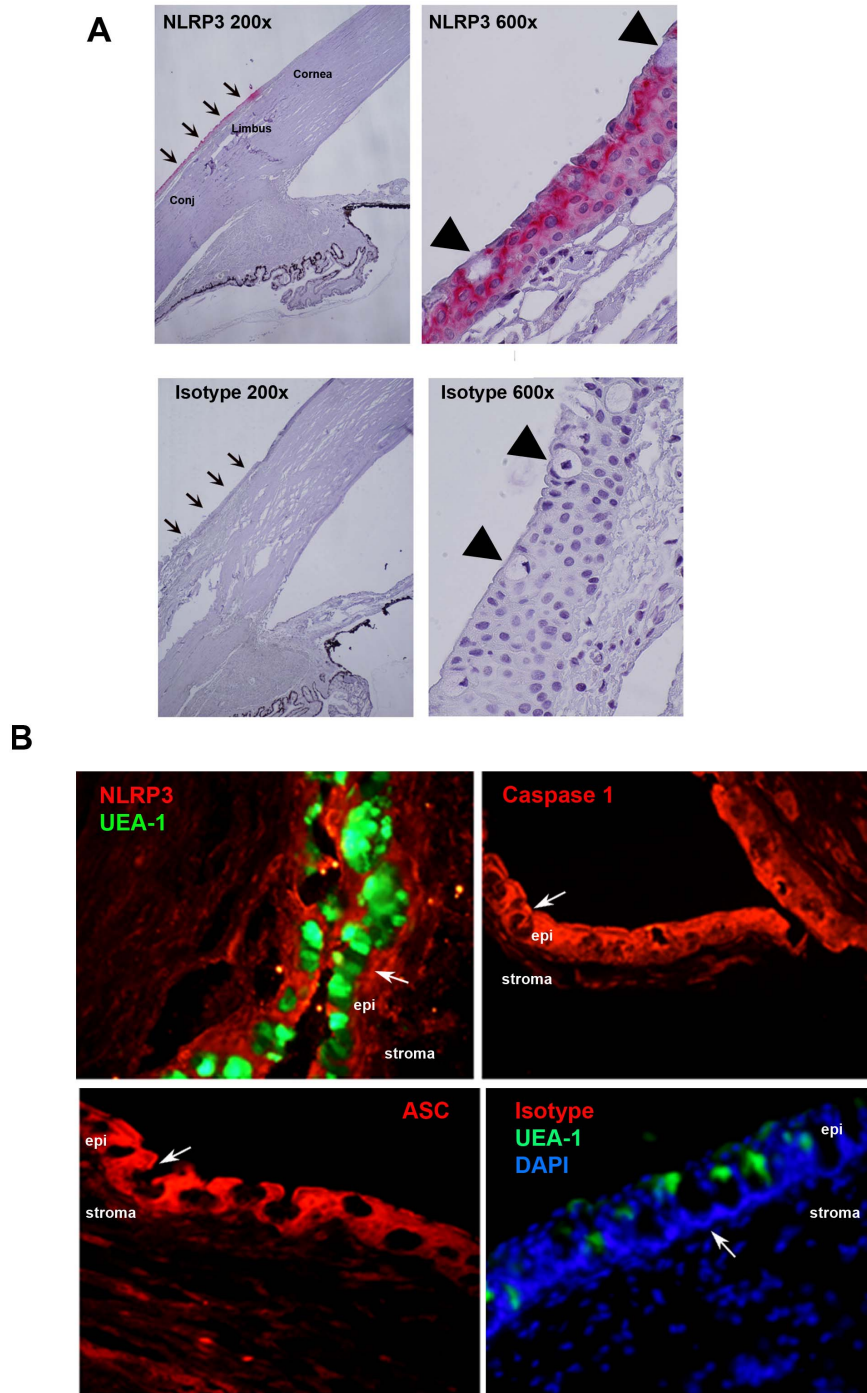 A
NLRP3 200x
Cornea
Limbus
Conj
NLRP3 600x
Isotype 200x
Isotype 600x
B
NLRP3
UEA-1
epi
stroma
Caspase 1
epi
stroma
ASC
epi
stroma
Isotype
UEA-1
DAPI
epi
stroma